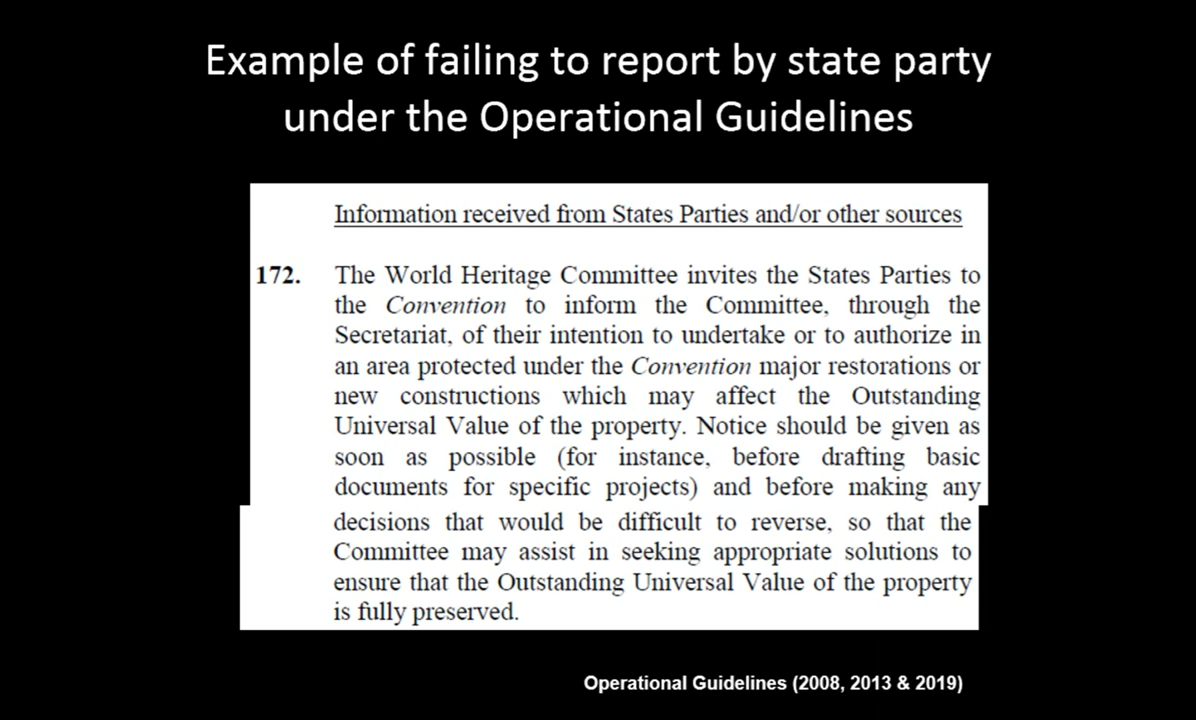 Example of failing to report by state party
under the Operational Guidelines
Information received from States Parties and/or other sources
172. The World Heritage Committee invites the States Parties to
the Convention to inform the Committee, through the
Secretariat, of their intention to undertake or to authorize in
an area protected under the Convention major restorations or
new constructions which may affect the Outstanding
Universal Value of the property. Notice should be given as
soon as possible (for instance, before drafting basic
documents for specific projects) and before making any
decisions that would be difficult to reverse, so that the
Committee may assist in seeking appropriate solutions to
ensure that the Outstanding Universal Value of the property
is fully preserved.
Operational Guidelines (2008, 2013 & 2019)